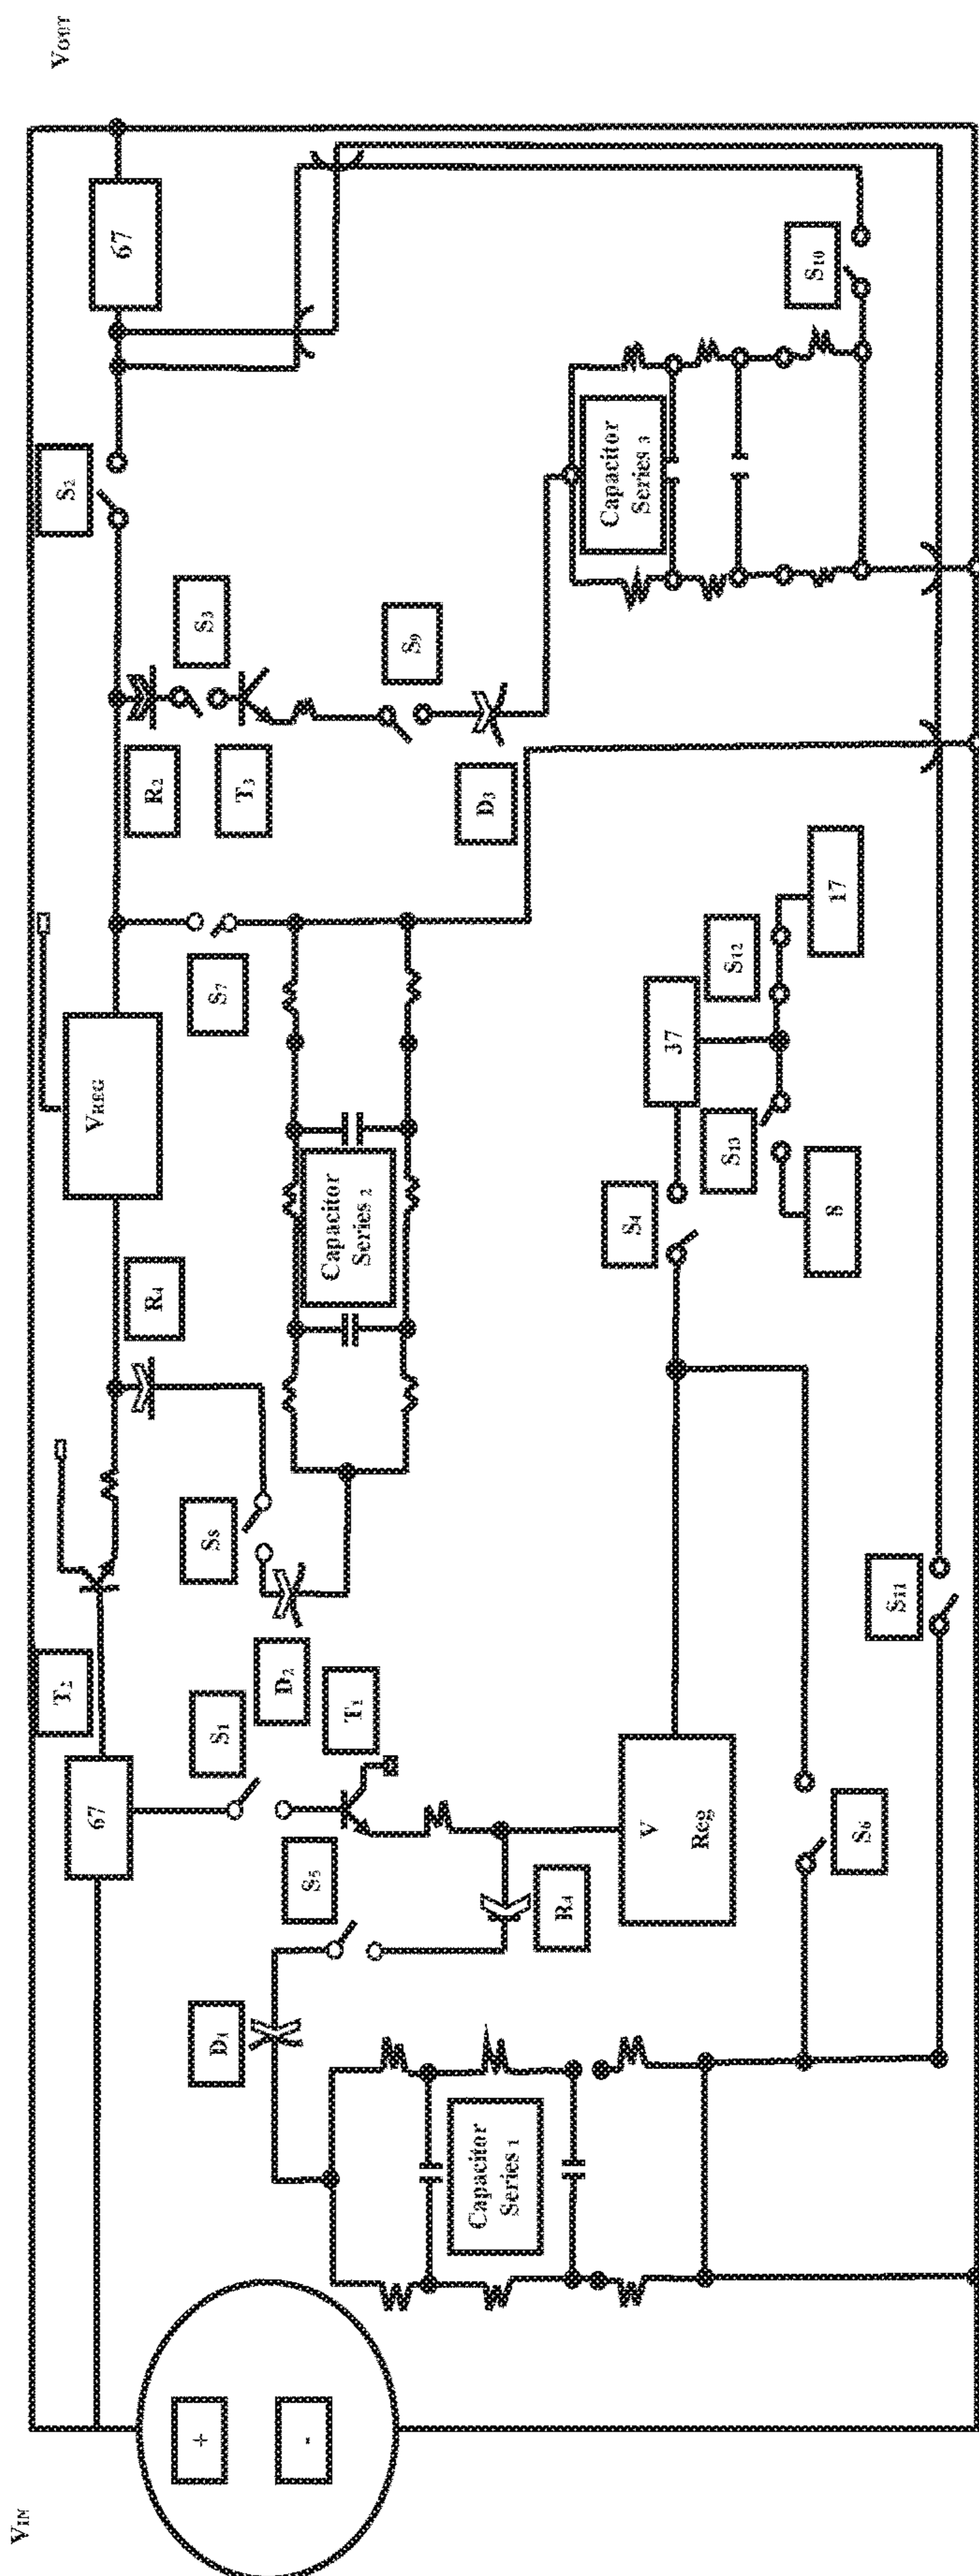 VIN
VOUT
+
-
67
T2
R4
VREG
S2
67
S1
D2
T1
S8
S7
R2
S3
T3
S9
D3
Capacitor
Series 2
Capacitor
Series 3
S10
D1
S5
R4
Capacitor
Series 1
V
Reg
S4
37
S12
17
S13
8
S6
S11